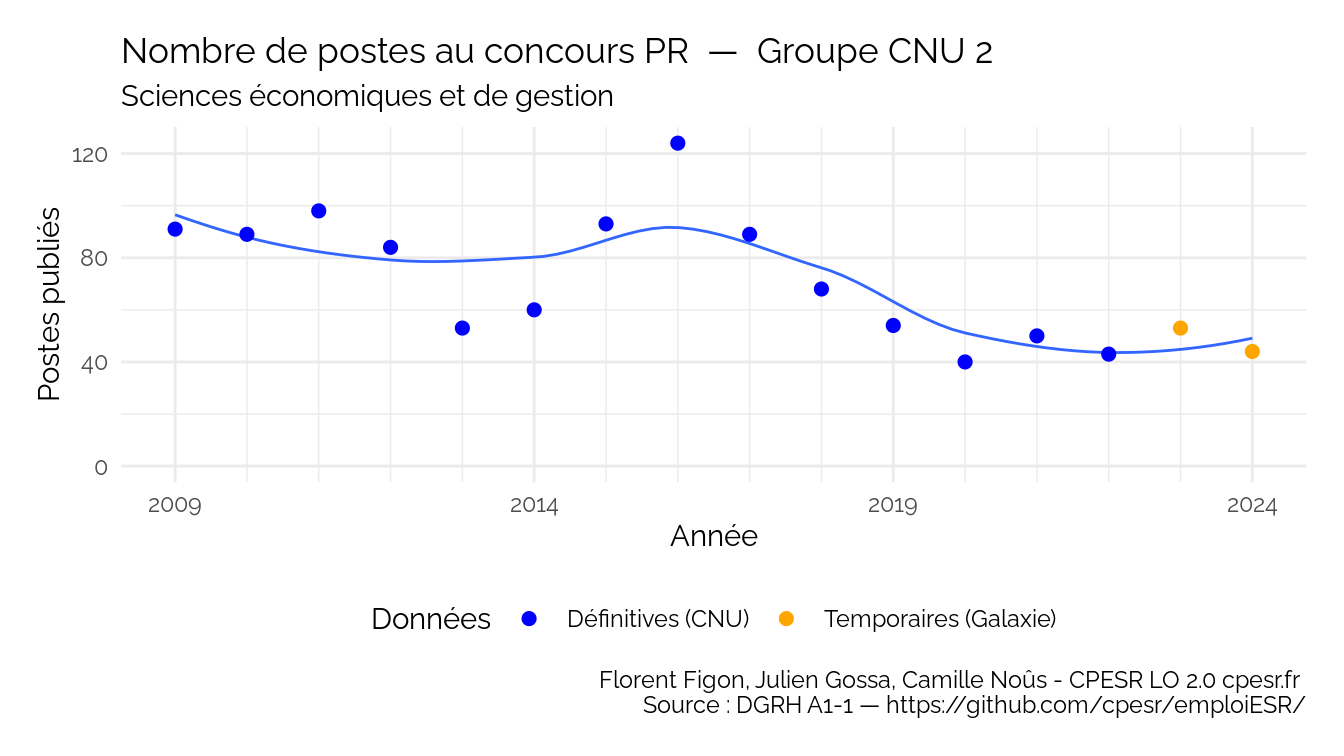 Nombre de postes au concours PR — Groupe CNU 2
Sciences économiques et de gestion
Postes publiés
120
80
40
0
2009 2014 2019 2024
Année
Données Définitives (CNU) Temporaires (Galaxie)
Florent Figon, Julien Gossa, Camille Noûs - CPESR LO 2.0 cpesr.fr
Source : DGRH A1-1 — https://github.com/cpesr/emploiESR/